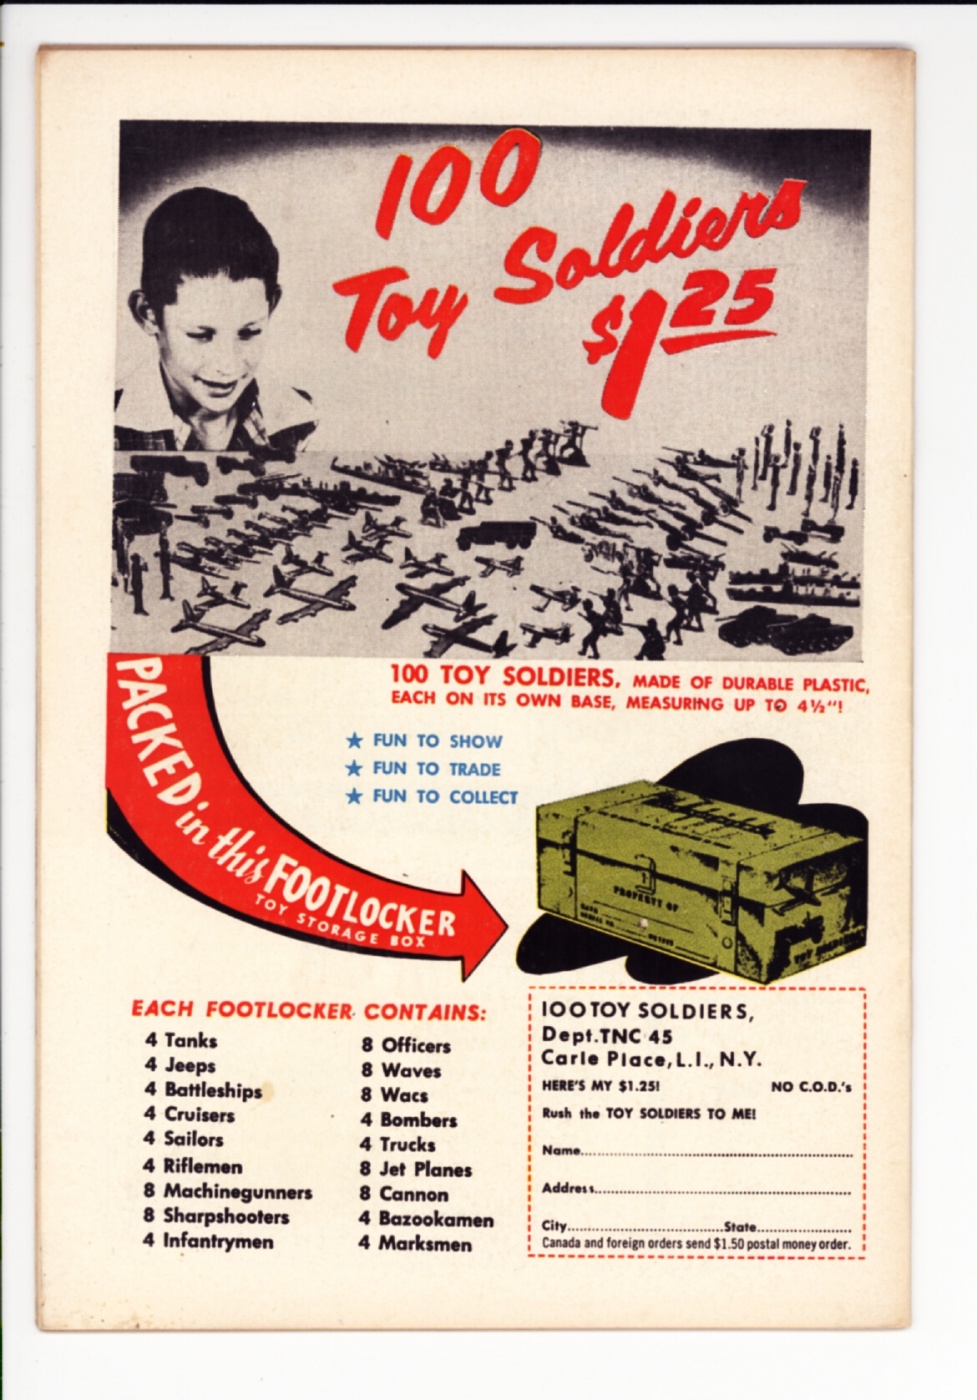 100
Toy Soldiers
$1.25
100 TOY SOLDIERS, MADE OF DURABLE PLASTIC,
EACH ON ITS OWN BASE, MEASURING UP TO 4½"!
★ FUN TO SHOW
★ FUN TO TRADE
★ FUN TO COLLECT
PACKED in this FOOTLOCKER
TOY STORAGE BOX
PROPERTY OF
EACH FOOTLOCKER CONTAINS:
4 Tanks
4 Jeeps
4 Battleships
4 Cruisers
4 Sailors
4 Riflemen
8 Machinegunners
8 Sharpshooters
4 Infantrymen
8 Officers
8 Waves
8 Wacs
4 Bombers
4 Trucks
8 Jet Planes
8 Cannon
4 Bazookamen
4 Marksmen
100 TOY SOLDIERS,
Dept. TNC 45
Carle Place, L.I., N.Y.
HERE'S MY $1.25! NO C.O.D.'s
Rush the TOY SOLDIERS TO ME!
Name
Address
City State
Canada and foreign orders send $1.50 postal money order.